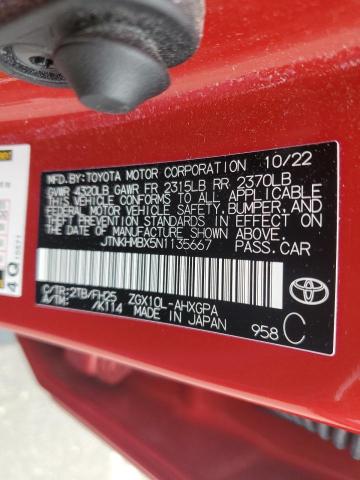 MFD. BY: TOYOTA MOTOR CORPORATION 10/22
GVWR 4320LB GAWR FR 2315LB RR 2370LB
THIS VEHICLE CONFORMS TO ALL APPLICABLE
FEDERAL MOTOR VEHICLE SAFETY, BUMPER, AND
THEFT PREVENTION STANDARDS IN EFFECT ON
THE DATE OF MANUFACTURE SHOWN ABOVE.
JTNKHMBX5N1135667 PASS.CAR
C/TR:2TB/FH25 ZGX10L-AHXGPA
A/TM: /K114 MADE IN JAPAN
958 C
TOYOTA
4Q